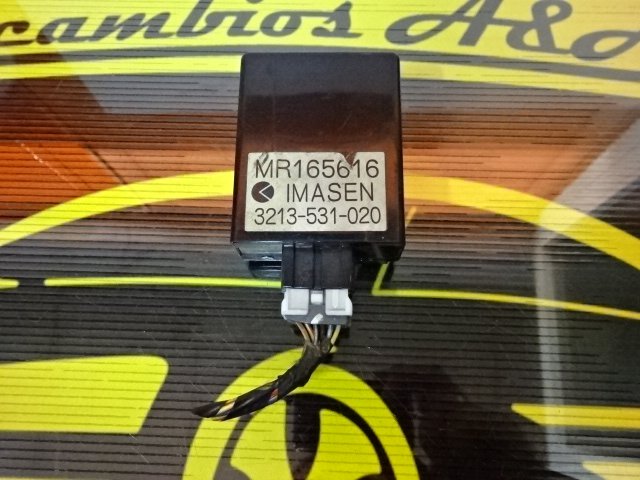 cambios A&A
MR165616
IMASEN
3213-531-020